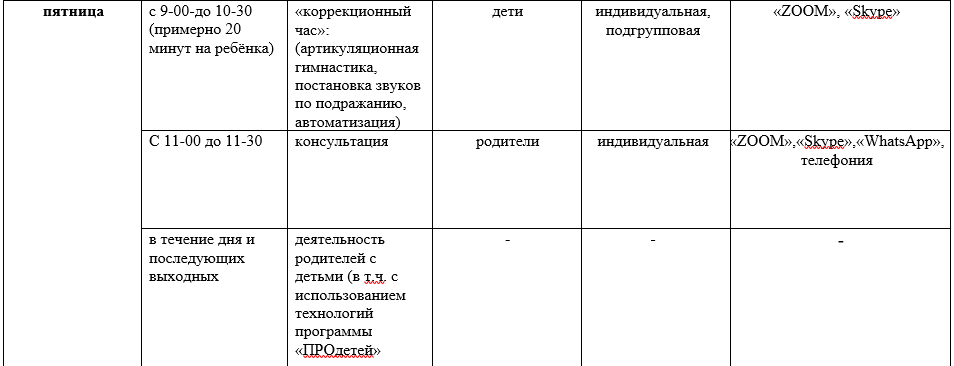 пятница
с 9-00-до 10-30
(примерно 20
минут на ребёнка)
«коррекционный
час»:
(артикуляционная
гимнастика,
постановка звуков
по подражанию,
автоматизация)
дети
индивидуальная,
подгрупповая
«ZOOM», «Skype»
С 11-00 до 11-30
консультация
родители
индивидуальная
«ZOOM»,«Skype»,«WhatsApp»,
телефония
в течение дня и
последующих
выходных
деятельность
родителей с
детьми (в т.ч. с
использованием
технологий
программы
«ПРОдетей»
-
-
-